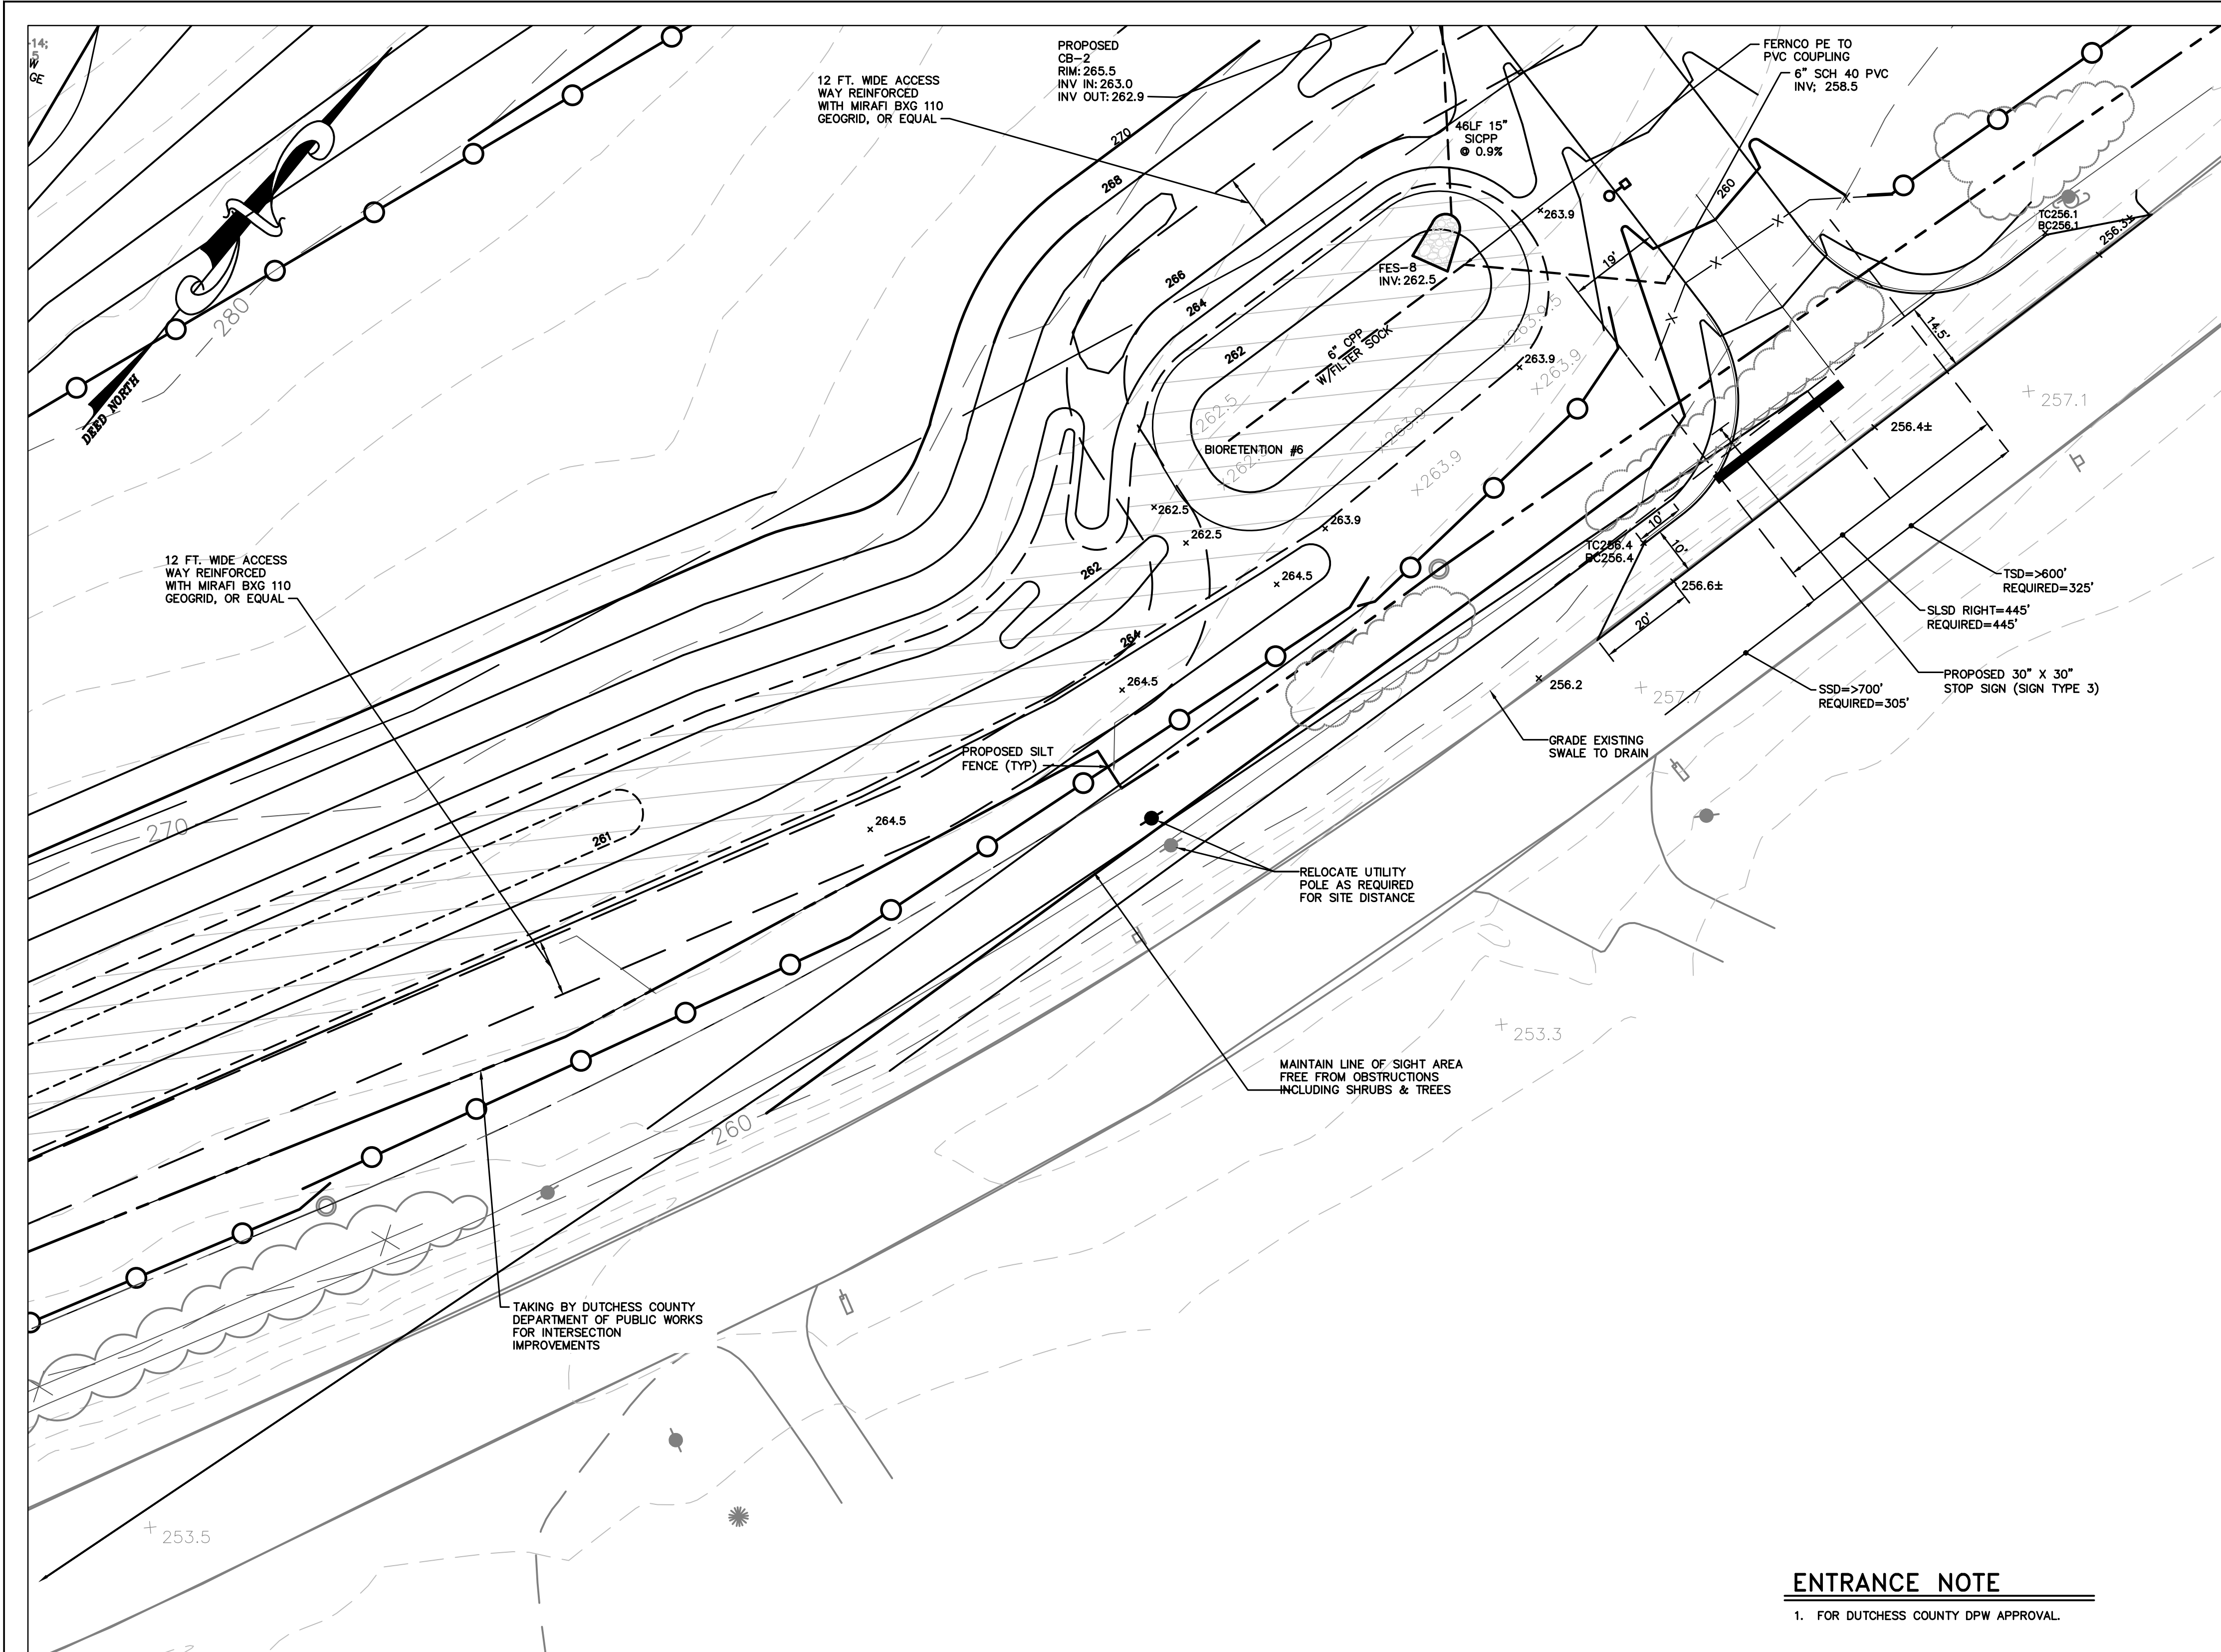 -14;
5
W
GE
DEED NORTH
280
12 FT. WIDE ACCESS
WAY REINFORCED
WITH MIRAFI BXG 110
GEOGRID, OR EQUAL
PROPOSED
CB-2
RIM: 265.5
INV IN: 263.0
INV OUT: 262.9
46LF 15"
SICPP
@ 0.9%
FERNCO PE TO
PVC COUPLING
6" SCH 40 PVC
INV; 258.5
270
268
266
264
262
263.9
260
19'
FES-8
INV: 262.5
6" CPP
W/FILTER SOCK
263.9
263.9
262.5
263.9
263.9
BIORETENTION #6
TC256.1
BC256.1
256.3±
14.5'
257.1
256.4±
262.5
262.5
263.9
10'
TC256.4
BC256.4
10'
256.6±
20'
262
264.5
264
264.5
264.5
256.2
257.7
TSD=>600'
REQUIRED=325'
SLSD RIGHT=445'
REQUIRED=445'
PROPOSED 30" X 30"
STOP SIGN (SIGN TYPE 3)
SSD=>700'
REQUIRED=305'
GRADE EXISTING
SWALE TO DRAIN
12 FT. WIDE ACCESS
WAY REINFORCED
WITH MIRAFI BXG 110
GEOGRID, OR EQUAL
PROPOSED SILT
FENCE (TYP)
270
261
RELOCATE UTILITY
POLE AS REQUIRED
FOR SITE DISTANCE
253.3
MAINTAIN LINE OF SIGHT AREA
FREE FROM OBSTRUCTIONS
INCLUDING SHRUBS & TREES
260
TAKING BY DUTCHESS COUNTY
DEPARTMENT OF PUBLIC WORKS
FOR INTERSECTION
IMPROVEMENTS
253.5
ENTRANCE NOTE
1. FOR DUTCHESS COUNTY DPW APPROVAL.